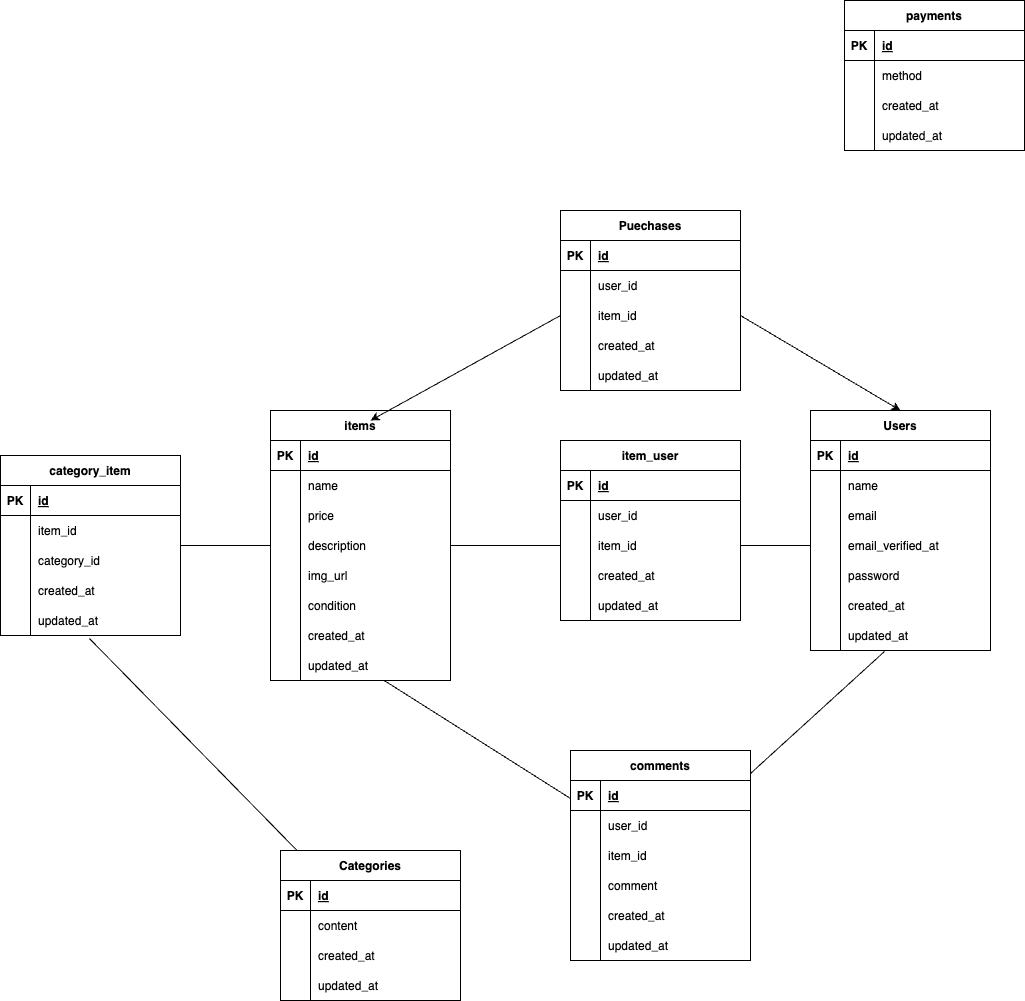 payments
PK id
method
created_at
updated_at
Puechases
PK id
user_id
item_id
created_at
updated_at
items
PK id
name
price
description
img_url
condition
created_at
updated_at
item_user
PK id
user_id
item_id
created_at
updated_at
Users
PK id
name
email
email_verified_at
password
created_at
updated_at
category_item
PK id
item_id
category_id
created_at
updated_at
comments
PK id
user_id
item_id
comment
created_at
updated_at
Categories
PK id
content
created_at
updated_at